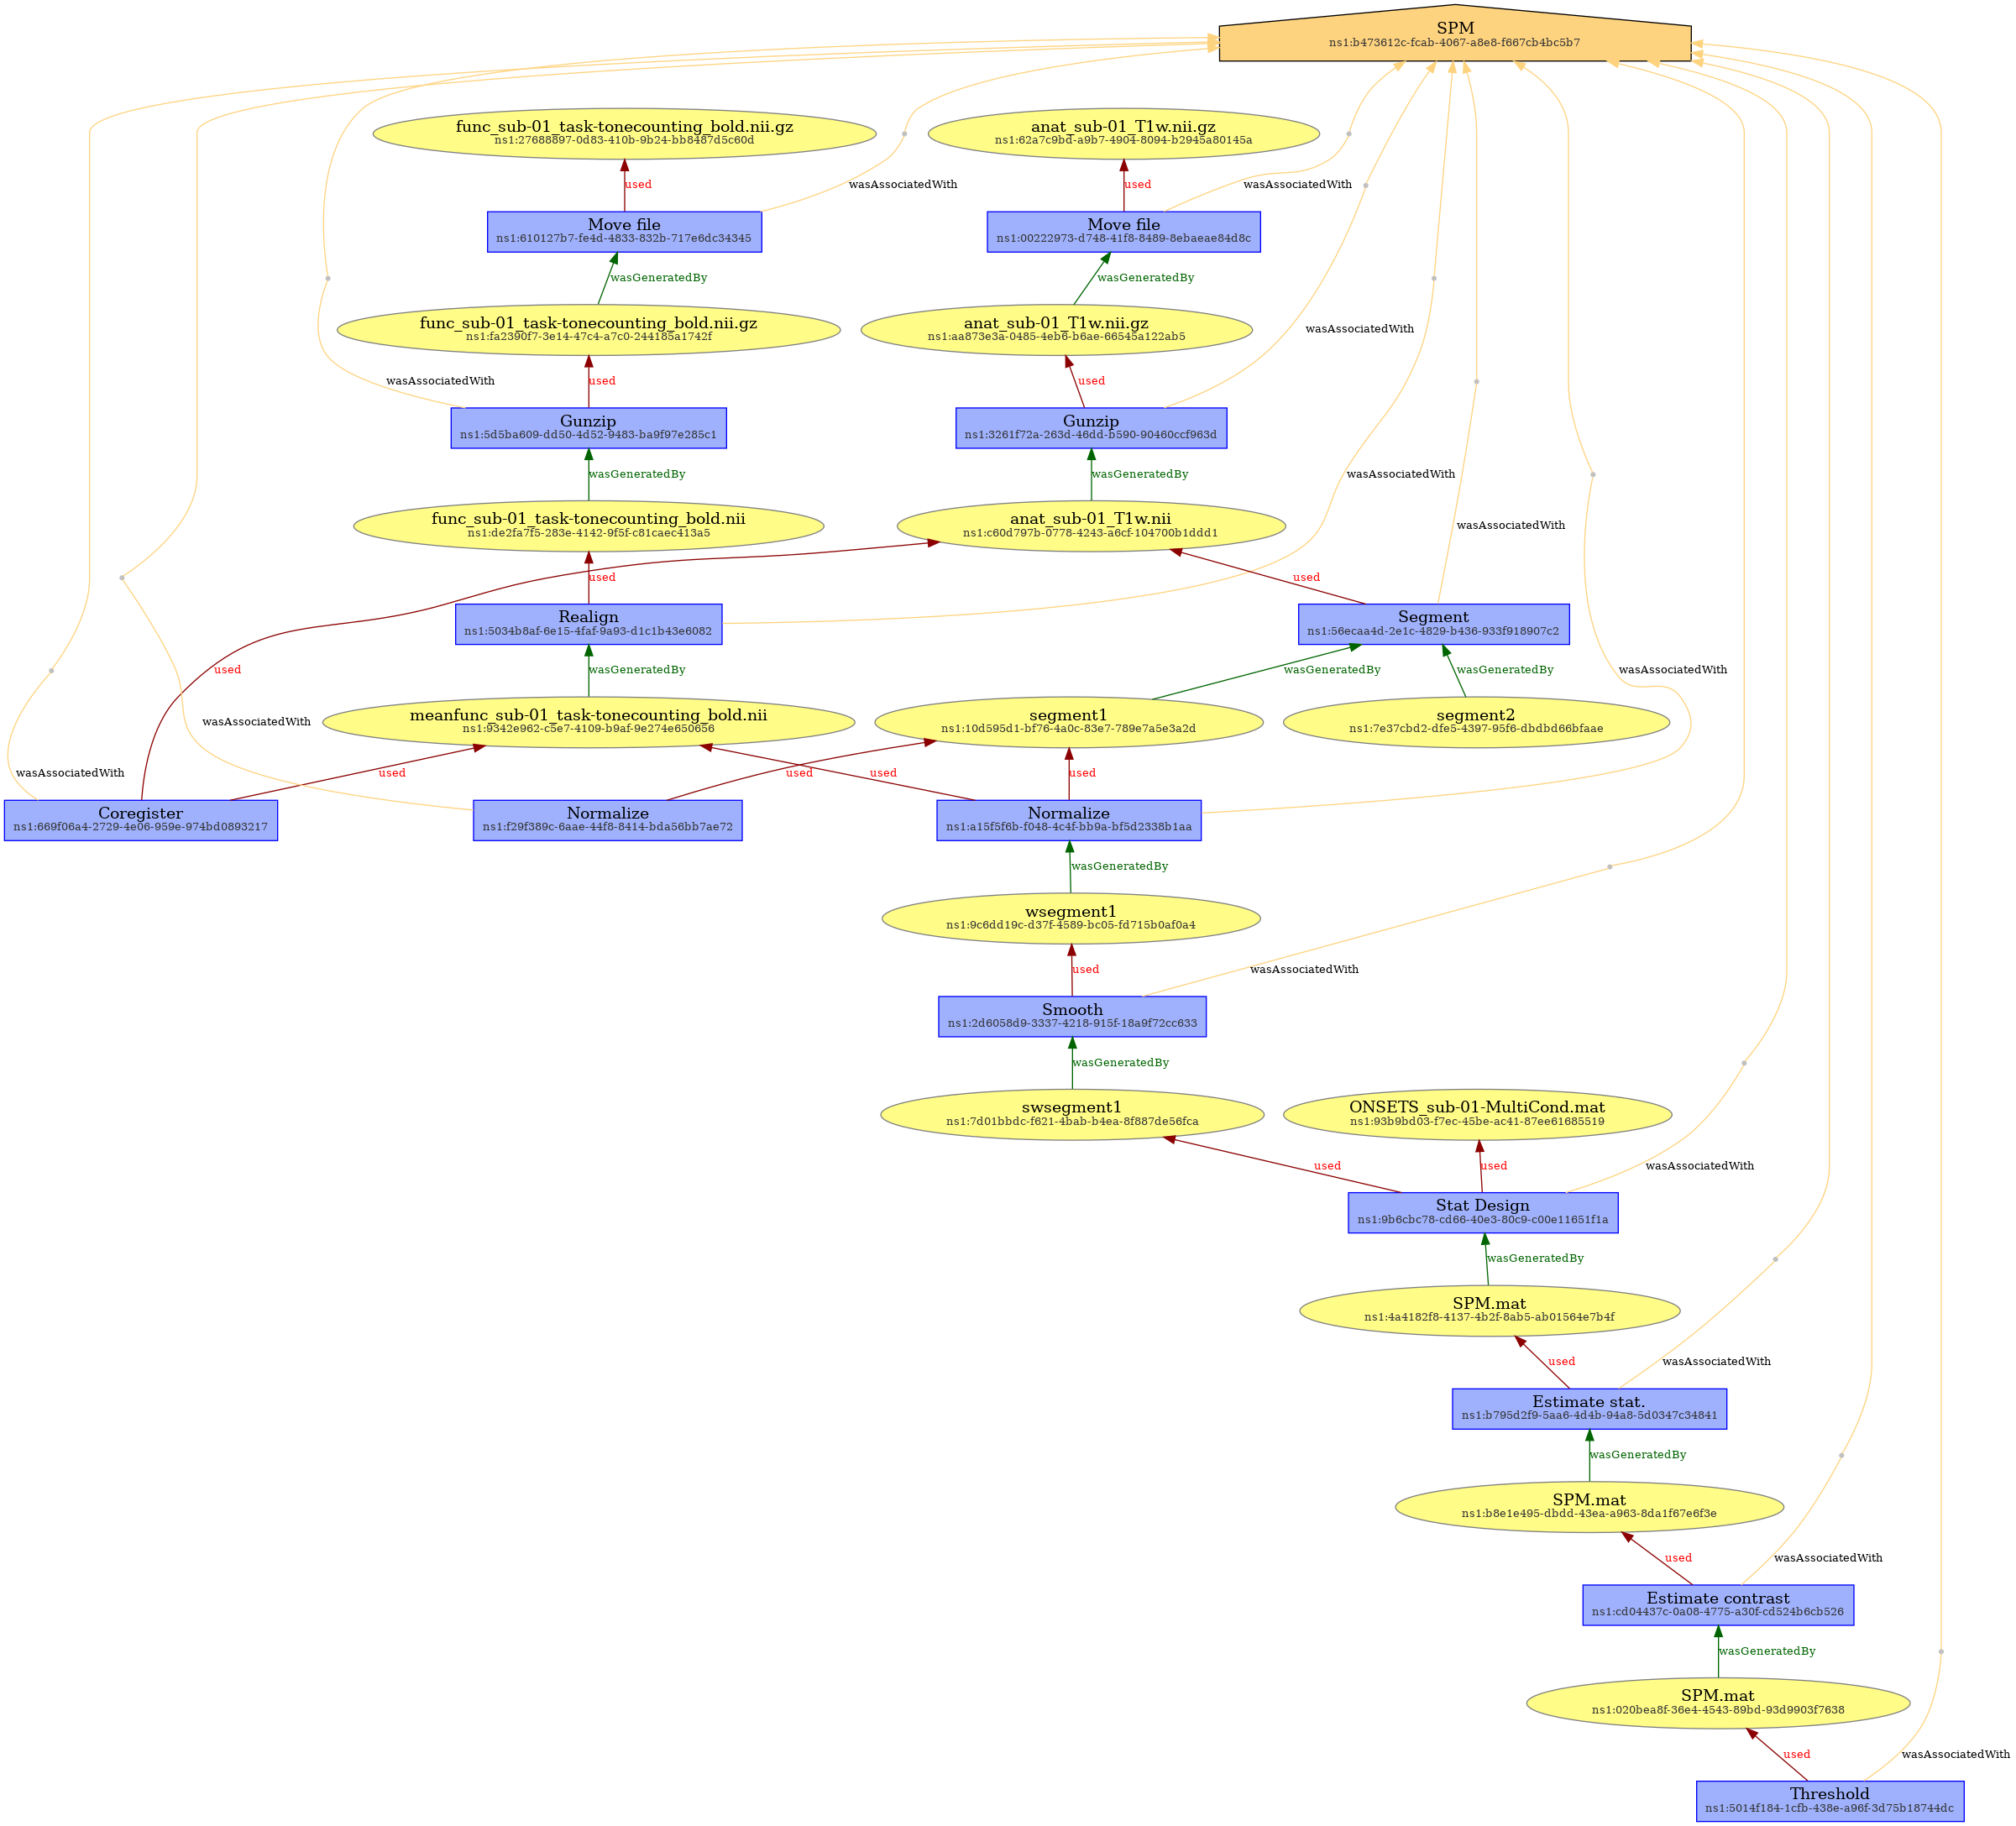 SPM
ns1:b473612c-fcab-4067-a8e8-f667cb4bc5b7
func_sub-01_task-tonecounting_bold.nii.gz
ns1:27688897-0d83-410b-9b24-bb8487d5c60d
anat_sub-01_T1w.nii.gz
ns1:62a7c9bd-a9b7-4904-8094-b2945a80145a
used
wasAssociatedWith
used
wasAssociatedWith
Move file
ns1:610127b7-fe4d-4833-832b-717e6dc34345
Move file
ns1:00222973-d748-41f8-8489-8ebaeae84d8c
wasGeneratedBy
wasGeneratedBy
func_sub-01_task-tonecounting_bold.nii.gz
ns1:fa2390f7-3e14-47c4-a7c0-244185a1742f
anat_sub-01_T1w.nii.gz
ns1:aa873e3a-0485-4eb6-b6ae-66545a122ab5
wasAssociatedWith
wasAssociatedWith
used
used
Gunzip
ns1:5d5ba609-dd50-4d52-9483-ba9f97e285c1
Gunzip
ns1:3261f72a-263d-46dd-b590-90460ccf963d
wasGeneratedBy
wasGeneratedBy
wasAssociatedWith
func_sub-01_task-tonecounting_bold.nii
ns1:de2fa7f5-283e-4142-9f5f-c81caec413a5
anat_sub-01_T1w.nii
ns1:c60d797b-0778-4243-a6cf-104700b1ddd1
wasAssociatedWith
used
used
Realign
ns1:5034b8af-6e15-4faf-9a93-d1c1b43e6082
Segment
ns1:56ecaa4d-2e1c-4829-b436-933f918907c2
used
wasGeneratedBy
wasGeneratedBy
wasGeneratedBy
wasAssociatedWith
wasAssociatedWith
meanfunc_sub-01_task-tonecounting_bold.nii
ns1:9342e962-c5e7-4109-b9af-9e274e650656
segment1
ns1:10d595d1-bf76-4a0c-83e7-789e7a5e3a2d
segment2
ns1:7e37cbd2-dfe5-4397-95f6-dbdbd66bfaae
wasAssociatedWith
used
used
used
used
Coregister
ns1:669f06a4-2729-4e06-959e-974bd0893217
Normalize
ns1:f29f389c-6aae-44f8-8414-bda56bb7ae72
Normalize
ns1:a15f5f6b-f048-4c4f-bb9a-bf5d2338b1aa
wasGeneratedBy
wsegment1
ns1:9c6dd19c-d37f-4589-bc05-fd715b0af0a4
used
wasAssociatedWith
Smooth
ns1:2d6058d9-3337-4218-915f-18a9f72cc633
wasGeneratedBy
swsegment1
ns1:7d01bbdc-f621-4bab-b4ea-8f887de56fca
ONSETS_sub-01-MultiCond.mat
ns1:93b9bd03-f7ec-45be-ac41-87ee61685519
used
used
wasAssociatedWith
Stat Design
ns1:9b6cbc78-cd66-40e3-80c9-c00e11651f1a
wasGeneratedBy
SPM.mat
ns1:4a4182f8-4137-4b2f-8ab5-ab01564e7b4f
used
wasAssociatedWith
Estimate stat.
ns1:b795d2f9-5aa6-4d4b-94a8-5d0347c34841
wasGeneratedBy
SPM.mat
ns1:b8e1e495-dbdd-43ea-a963-8da1f67e6f3e
used
wasAssociatedWith
Estimate contrast
ns1:cd04437c-0a08-4775-a30f-cd524b6cb526
wasGeneratedBy
SPM.mat
ns1:020bea8f-36e4-4543-89bd-93d9903f7638
used
wasAssociatedWith
Threshold
ns1:5014f184-1cfb-438e-a96f-3d75b18744dc